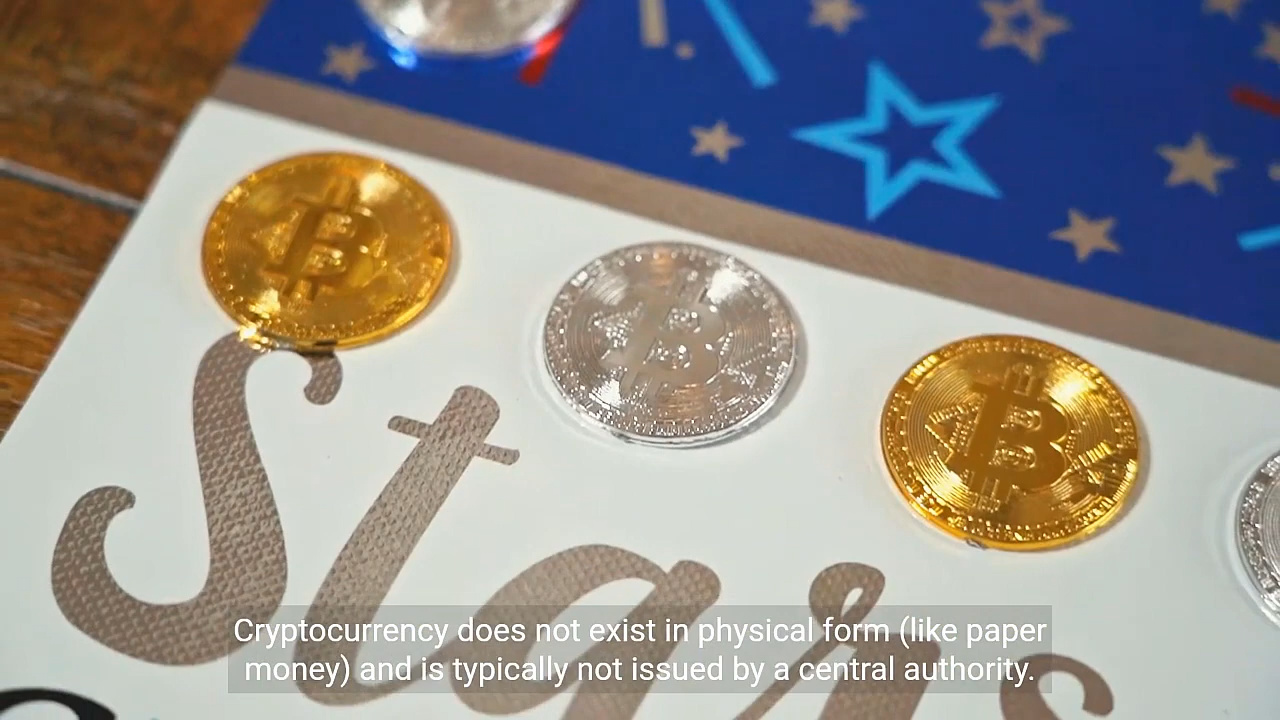 Stars
Cryptocurrency does not exist in physical form (like paper
money) and is typically not issued by a central authority.